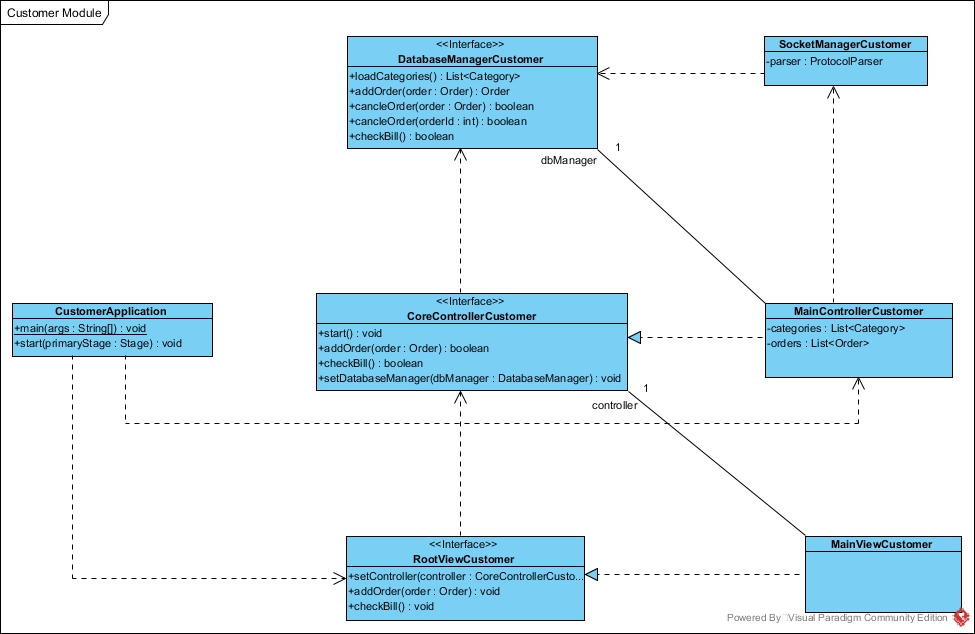 Customer Module
<<Interface>>
DatabaseManagerCustomer
+loadCategories() : List<Category>
+addOrder(order : Order) : Order
+cancleOrder(order : Order) : boolean
+cancleOrder(orderId : int) : boolean
+checkBill() : boolean
SocketManagerCustomer
-parser : ProtocolParser
dbManager
1
CustomerApplication
+main(args : String[]) : void
+start(primaryStage : Stage) : void
<<Interface>>
CoreControllerCustomer
+start() : void
+addOrder(order : Order) : boolean
+checkBill() : boolean
+setDatabaseManager(dbManager : DatabaseManager) : void
MainControllerCustomer
-categories : List<Category>
-orders : List<Order>
controller
1
<<Interface>>
RootViewCustomer
+setController(controller : CoreControllerCusto...
+addOrder(order : Order) : void
+checkBill() : void
MainViewCustomer
Powered By Visual Paradigm Community Edition